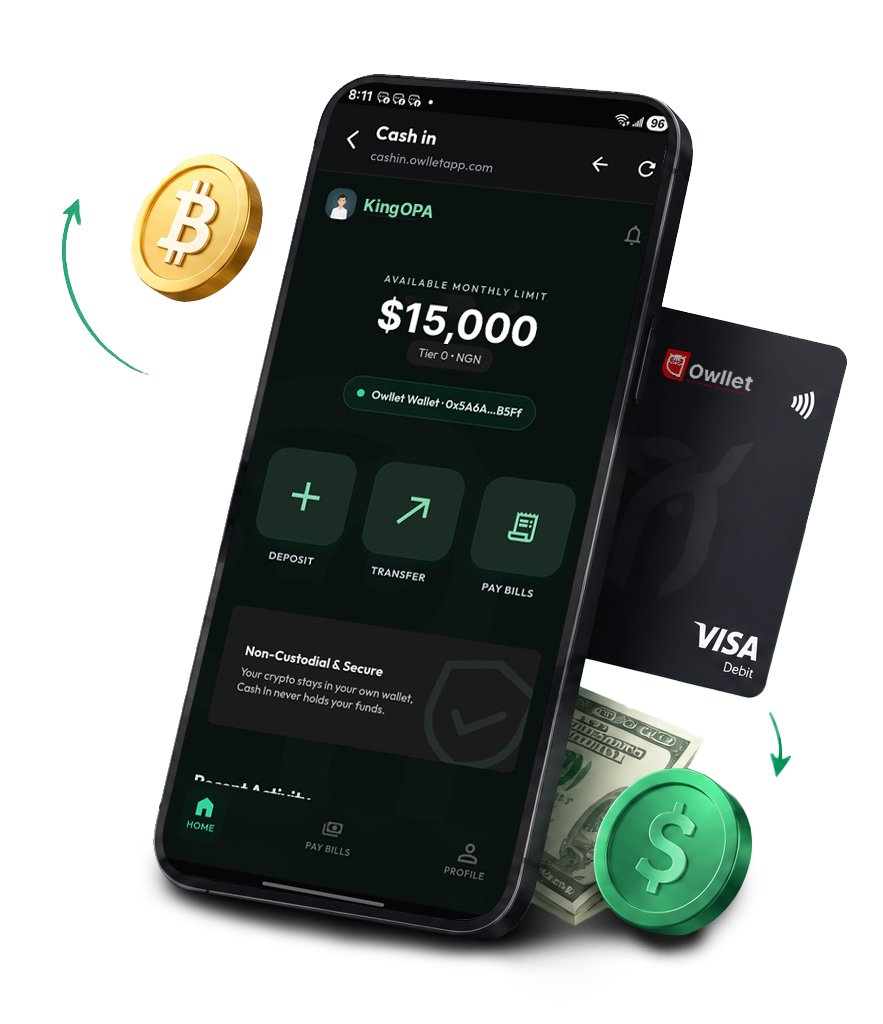 8:11
96
Cash in
cashin.owlletapp.com
KingOPA
AVAILABLE MONTHLY LIMIT
$15,000
Tier 0 • NGN
Owllet Wallet · 0x5A6A...B5Ff
DEPOSIT
TRANSFER
PAY BILLS
Non-Custodial & Secure
Your crypto stays in your own wallet,
Cash In never holds your funds.
Recent Activity
HOME
PAY BILLS
PROFILE
Owllet
VISA
Debit